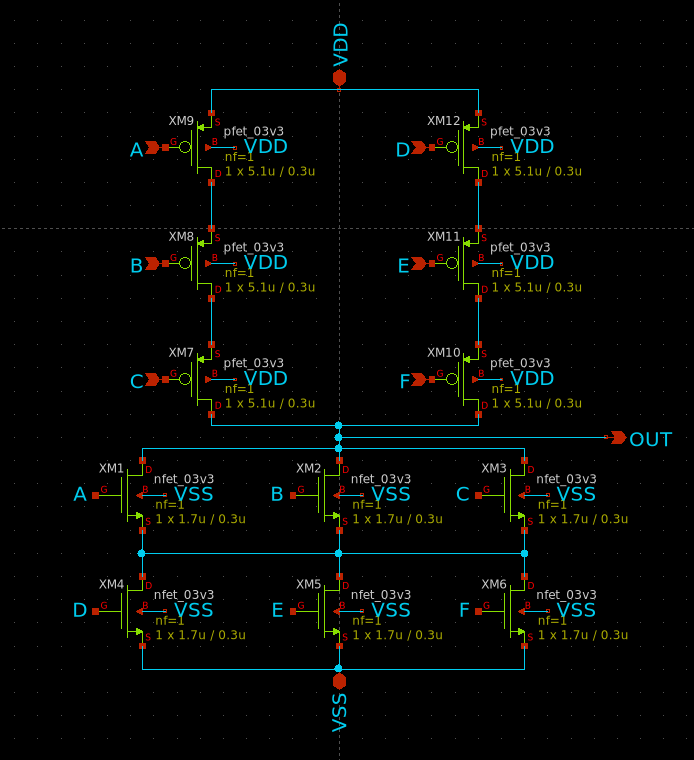 VDD
XM9
S
pfet_03v3
A
G
B
VDD
nf=1
1 x 5.1u / 0.3u
D
XM12
S
pfet_03v3
D
G
B
VDD
nf=1
1 x 5.1u / 0.3u
D
XM8
S
pfet_03v3
B
G
B
VDD
nf=1
1 x 5.1u / 0.3u
D
XM11
S
pfet_03v3
E
G
B
VDD
nf=1
1 x 5.1u / 0.3u
D
XM7
S
pfet_03v3
C
G
B
VDD
nf=1
1 x 5.1u / 0.3u
D
XM10
S
pfet_03v3
F
G
B
VDD
nf=1
1 x 5.1u / 0.3u
D
OUT
XM1
D
nfet_03v3
A
G
B
VSS
nf=1
1 x 1.7u / 0.3u
S
XM2
D
nfet_03v3
B
G
B
VSS
nf=1
1 x 1.7u / 0.3u
S
XM3
D
nfet_03v3
C
G
B
VSS
nf=1
1 x 1.7u / 0.3u
S
XM4
D
nfet_03v3
D
G
B
VSS
nf=1
1 x 1.7u / 0.3u
S
XM5
D
nfet_03v3
E
G
B
VSS
nf=1
1 x 1.7u / 0.3u
S
XM6
D
nfet_03v3
F
G
B
VSS
nf=1
1 x 1.7u / 0.3u
S
VSS